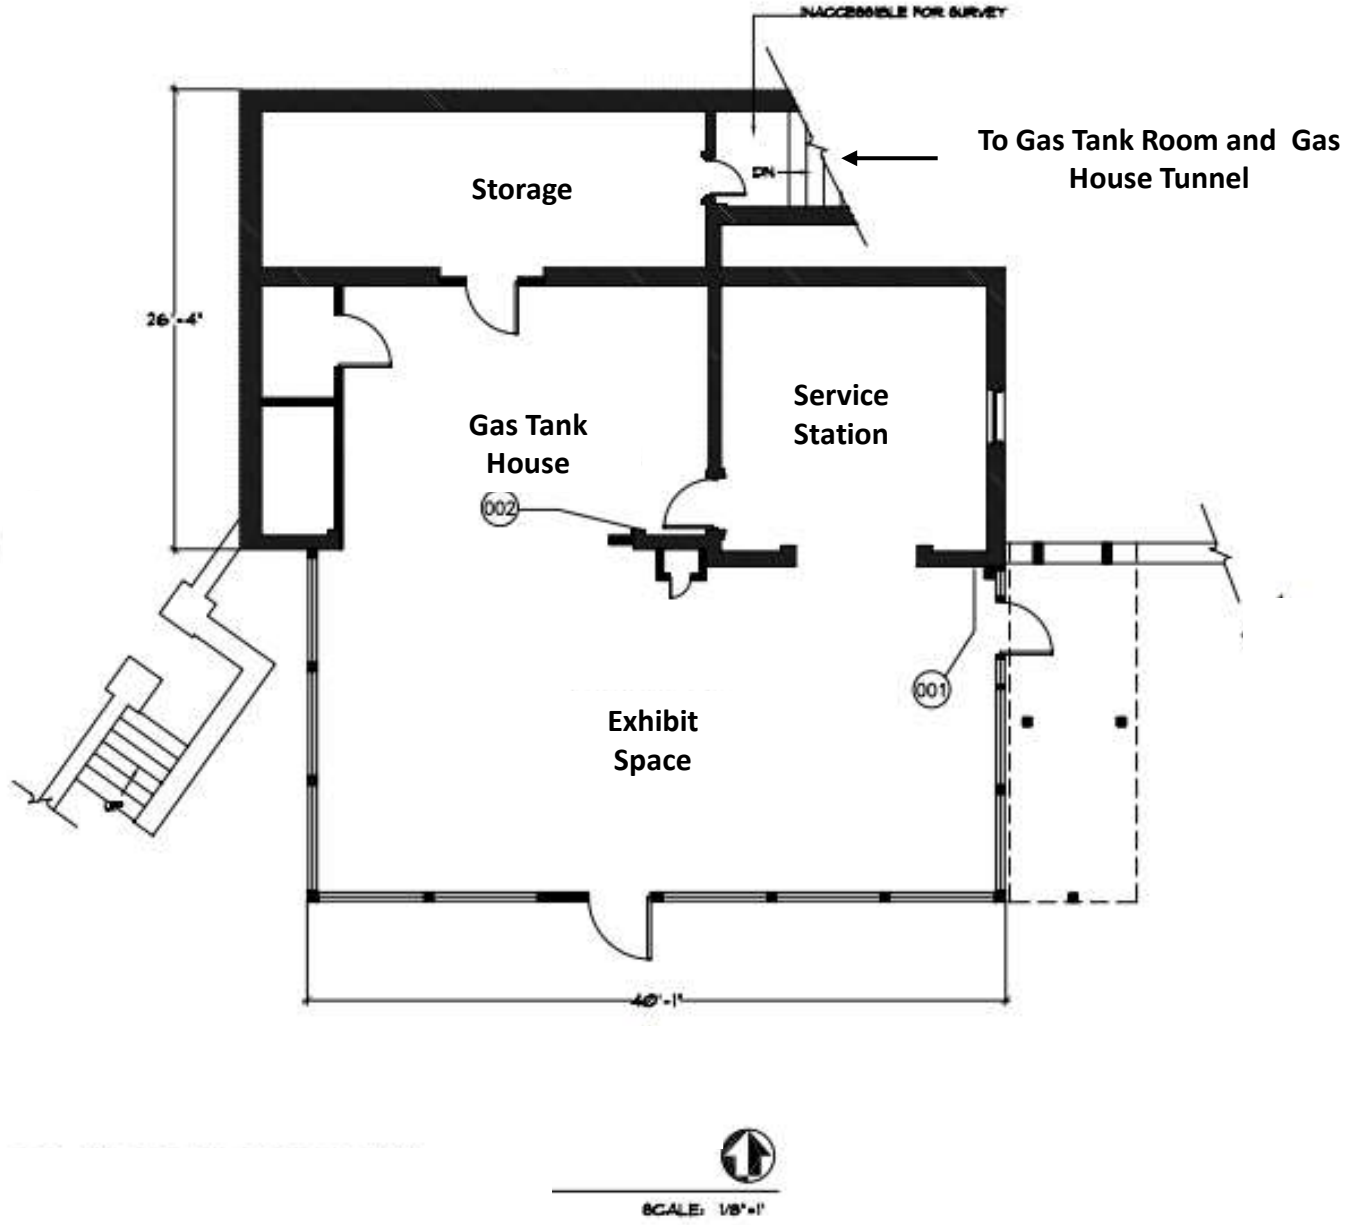 INACCESSIBLE FOR SURVEY
To Gas Tank Room and Gas
House Tunnel
DN
Storage
26'-4"
Service
Station
Gas Tank
House
002
001
Exhibit
Space
UP
40'-1"
SCALE: 1/8"=1'